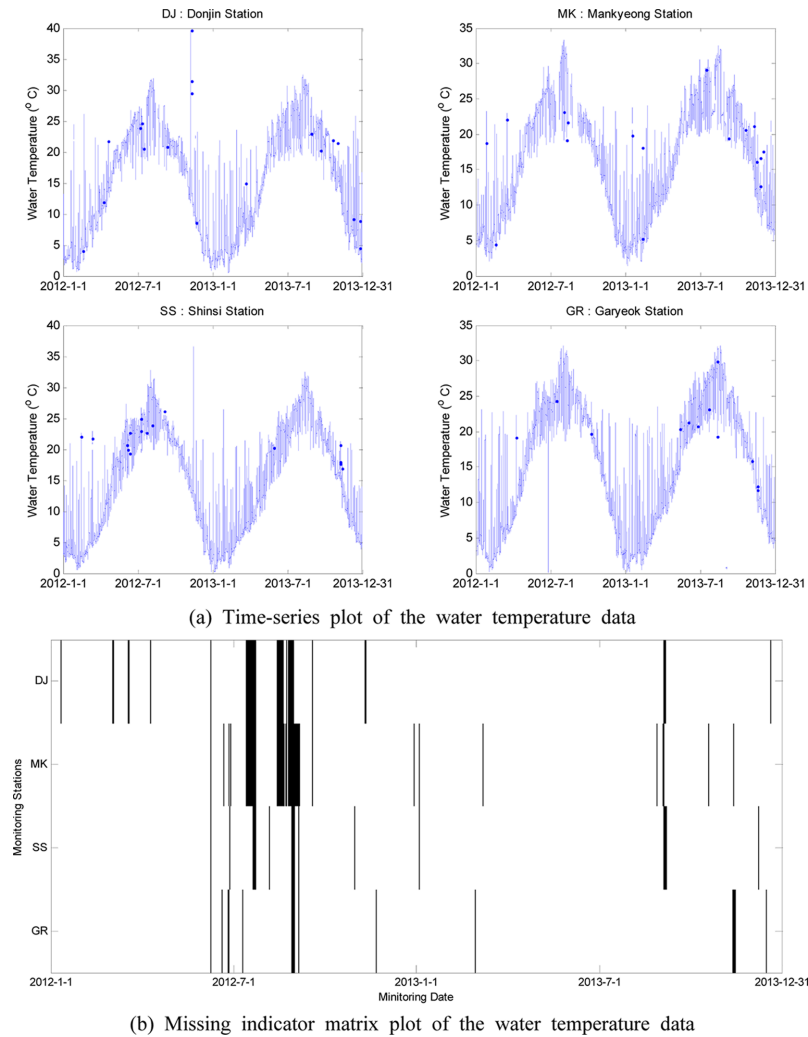 DJ : Donjin Station
Water Temperature (° C)
40
35
30
25
20
15
10
5
0
2012-1-1 2012-7-1 2013-1-1 2013-7-1 2013-12-31
MK : Mankyeong Station
Water Temperature (° C)
35
30
25
20
15
10
5
0
2012-1-1 2012-7-1 2013-1-1 2013-7-1 2013-12-31
SS : Shinsi Station
Water Temperature (° C)
40
35
30
25
20
15
10
5
0
2012-1-1 2012-7-1 2013-1-1 2013-7-1 2013-12-31
GR : Garyeok Station
Water Temperature (° C)
35
30
25
20
15
10
5
0
2012-1-1 2012-7-1 2013-1-1 2013-7-1 2013-12-31
(a) Time-series plot of the water temperature data
Monitoring Stations
DJ
MK
SS
GR
2012-1-1 2012-7-1 2013-1-1 2013-7-1 2013-12-31
Minitoring Date
(b) Missing indicator matrix plot of the water temperature data